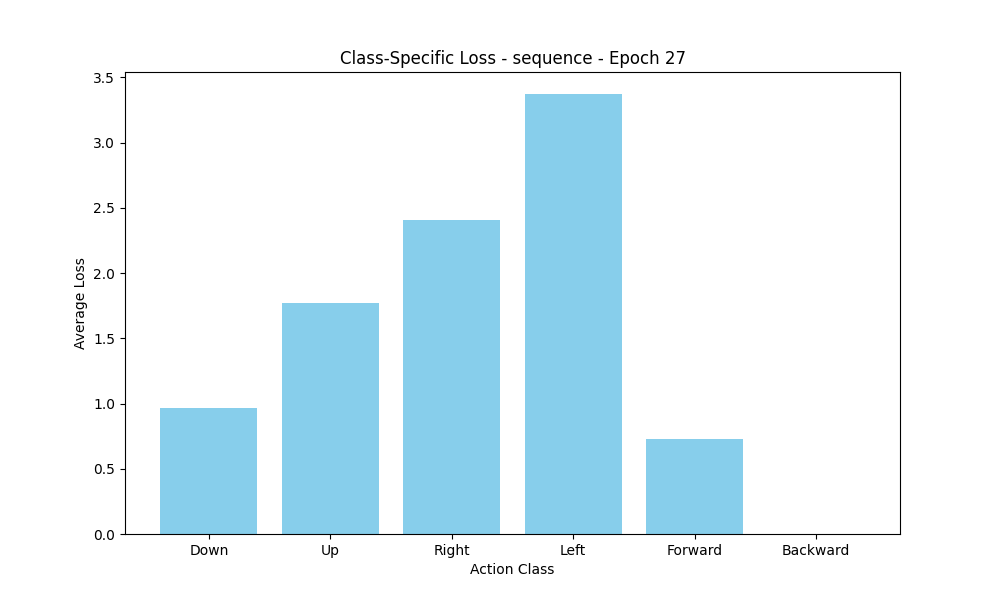 Class-Specific Loss - sequence - Epoch 27
3.5
3.0
2.5
2.0
1.5
1.0
0.5
0.0
Average Loss
Down Up Right Left Forward Backward
Action Class